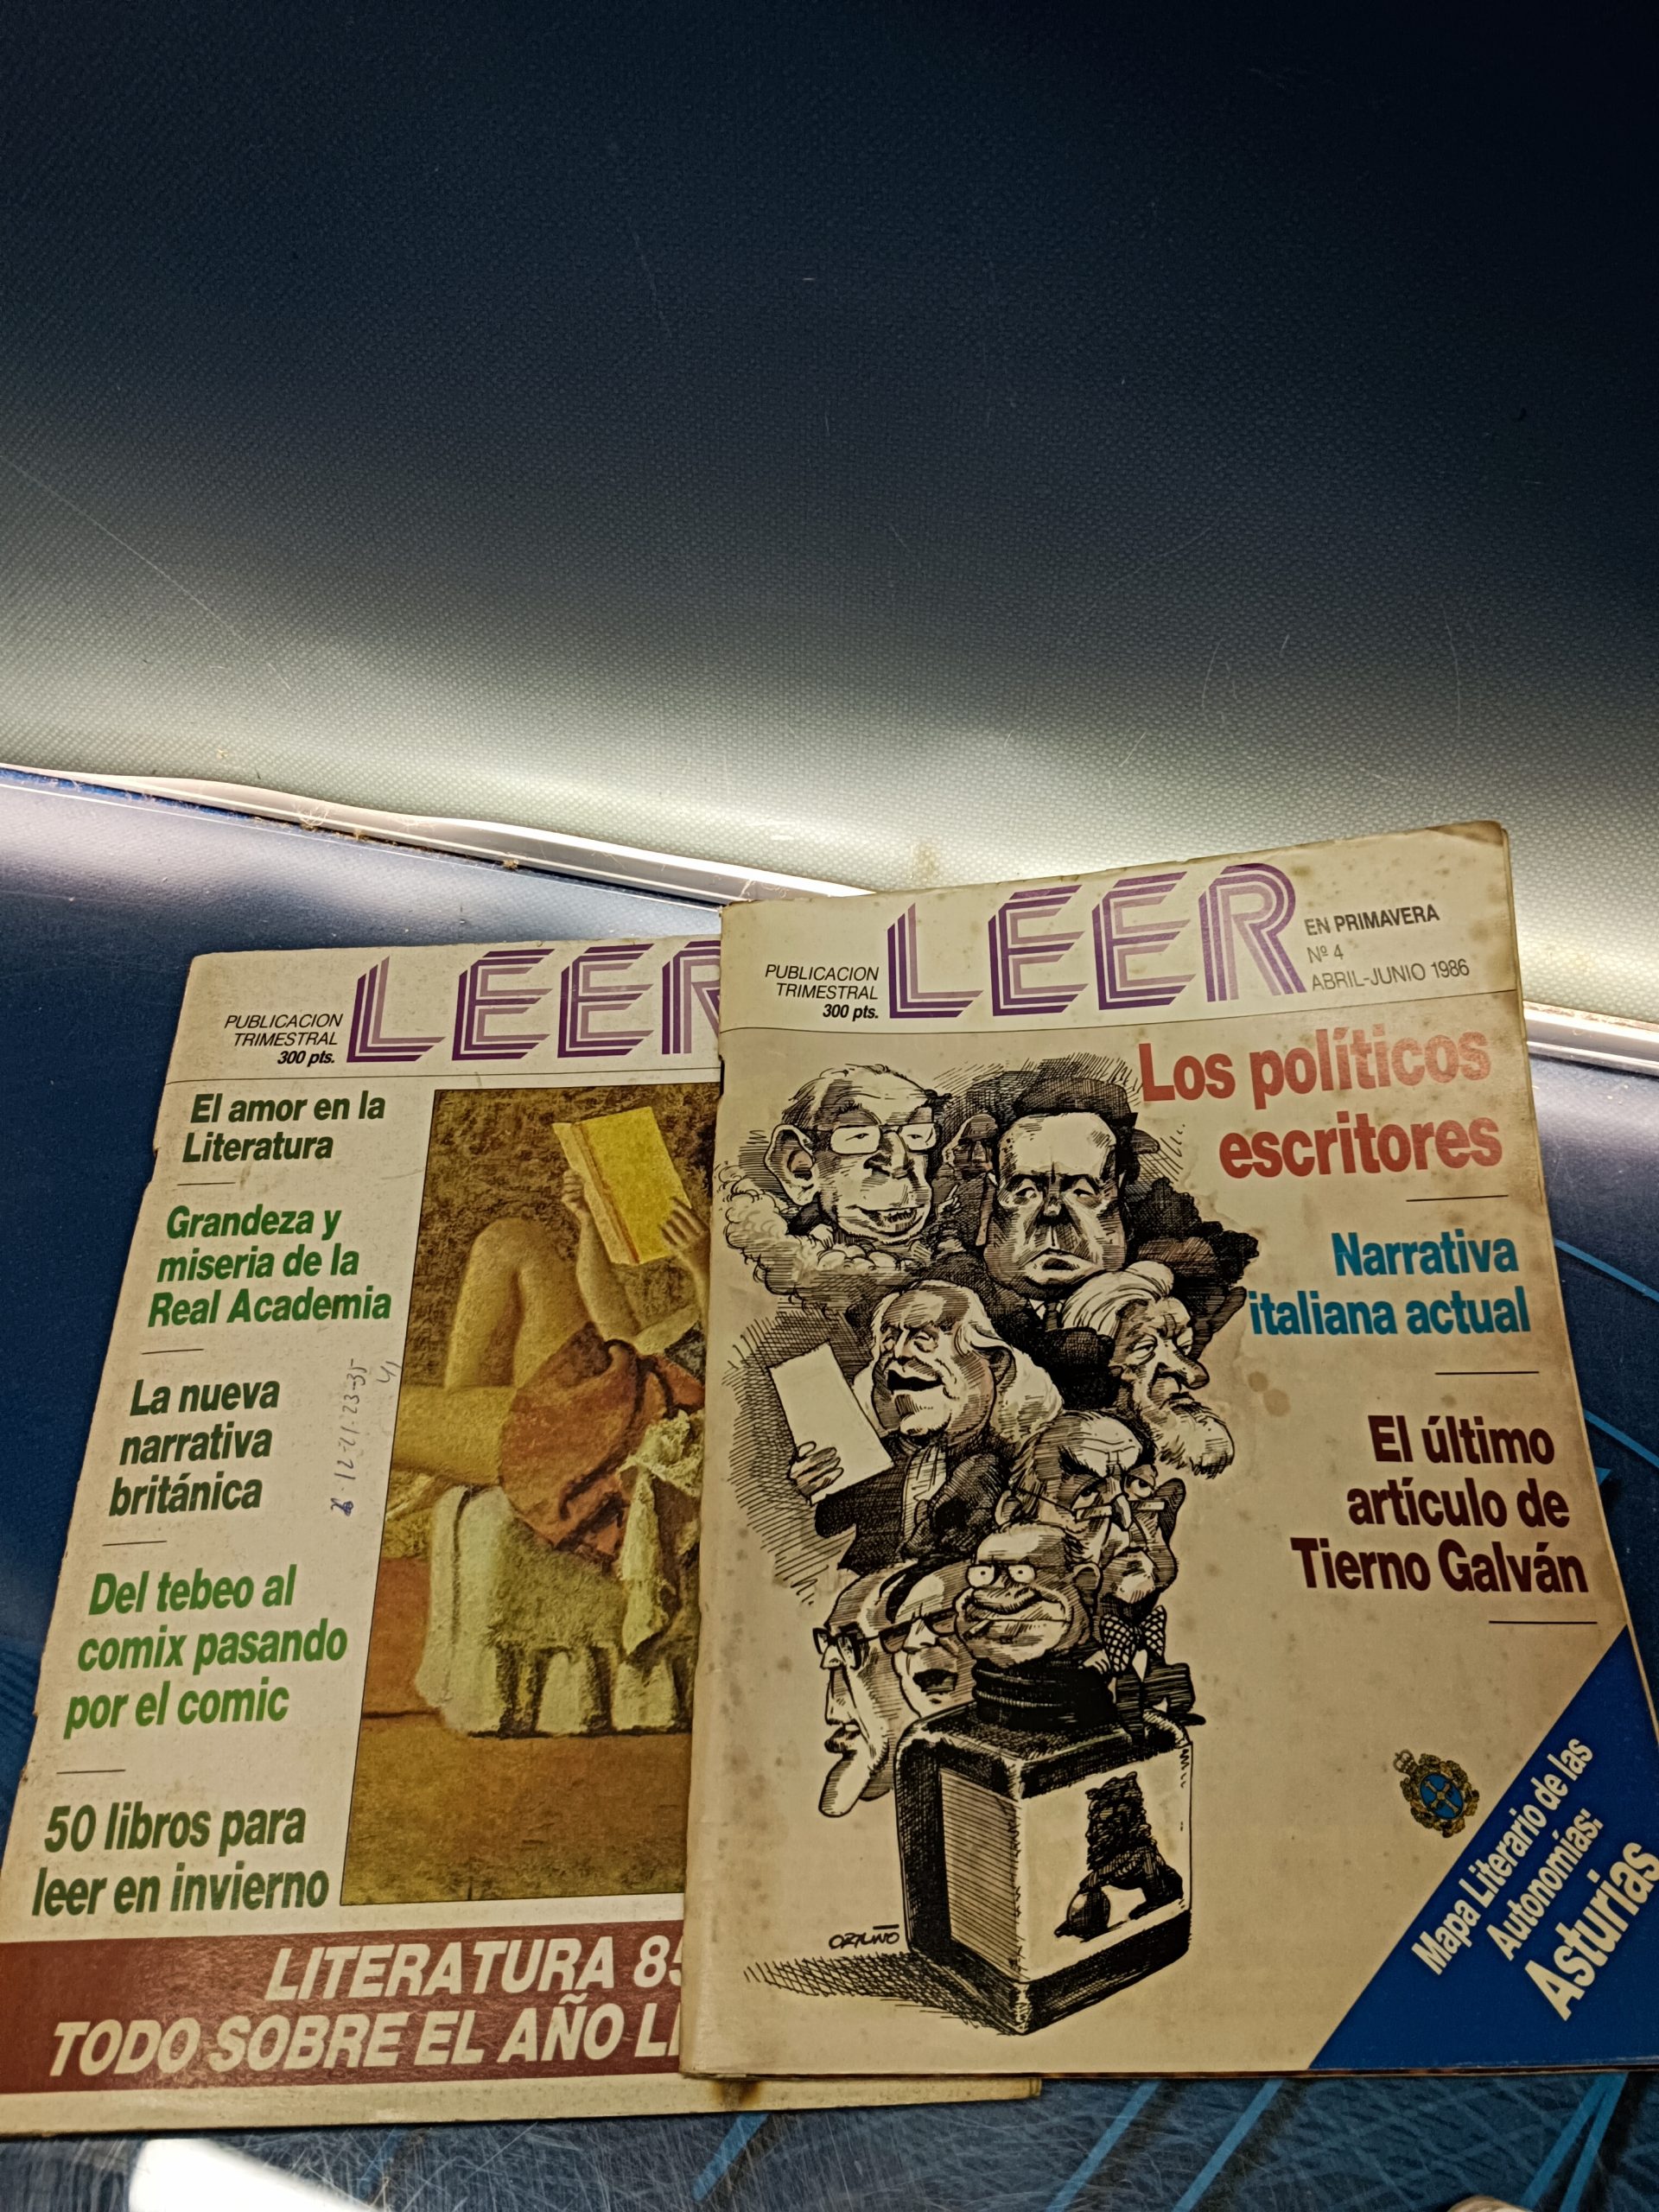 PUBLICACION
TRIMESTRAL
300 pts.
LEER
El amor en la
Literatura
Grandeza y
miseria de la
Real Academia
La nueva
narrativa
británica
Del tebeo al
comix pasando
por el comic
50 libros para
leer en invierno
LITERATURA 85
TODO SOBRE EL AÑO
PUBLICACION
TRIMESTRAL
300 pts.
LEER
EN PRIMAVERA
Nº 4
ABRIL-JUNIO 1986
Los políticos
escritores
Narrativa
italiana actual
El último
artículo de
Tierno Galván
Mapa Literario de las
Autonomías:
Asturias
ORTUÑO